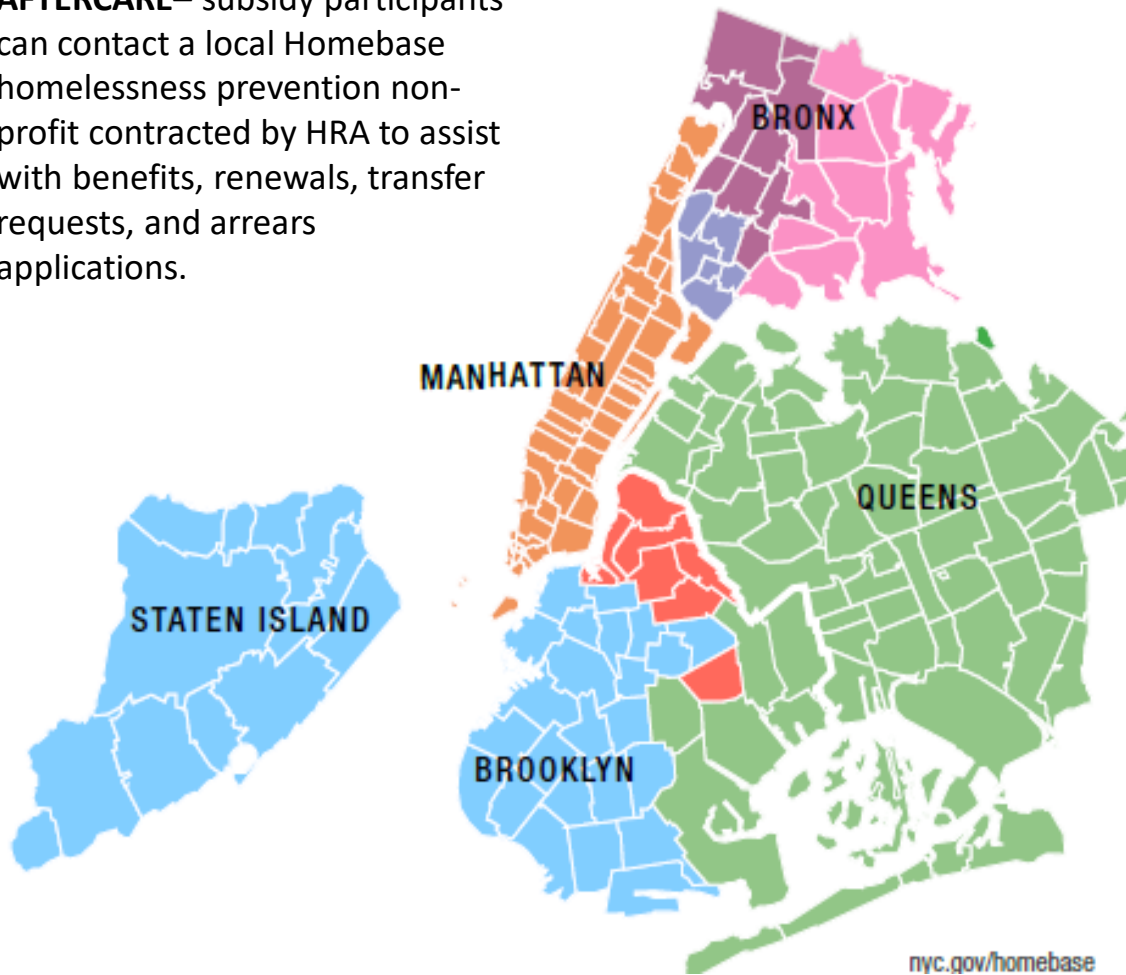 AFTERCARE– subsidy participants
can contact a local Homebase
homelessness prevention non-
profit contracted by HRA to assist
with benefits, renewals, transfer
requests, and arrears
applications.
BRONX
MANHATTAN
QUEENS
STATEN ISLAND
BROOKLYN
nyc.gov/homebase